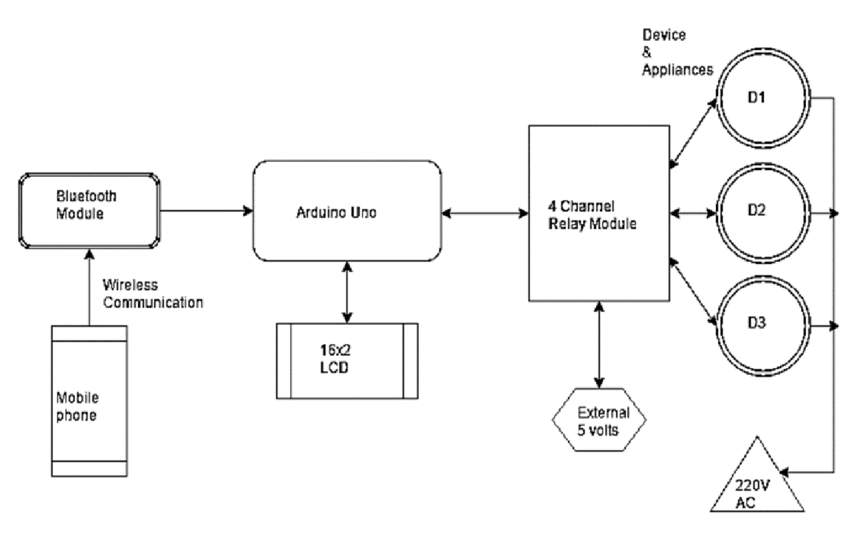 Device
&
Appliances
D1
Bluetooth
Module
Arduino Uno
4 Channel
Relay Module
D2
Wireless
Communication
16x2
LCD
D3
Mobile
phone
External
5 volts
220V
AC